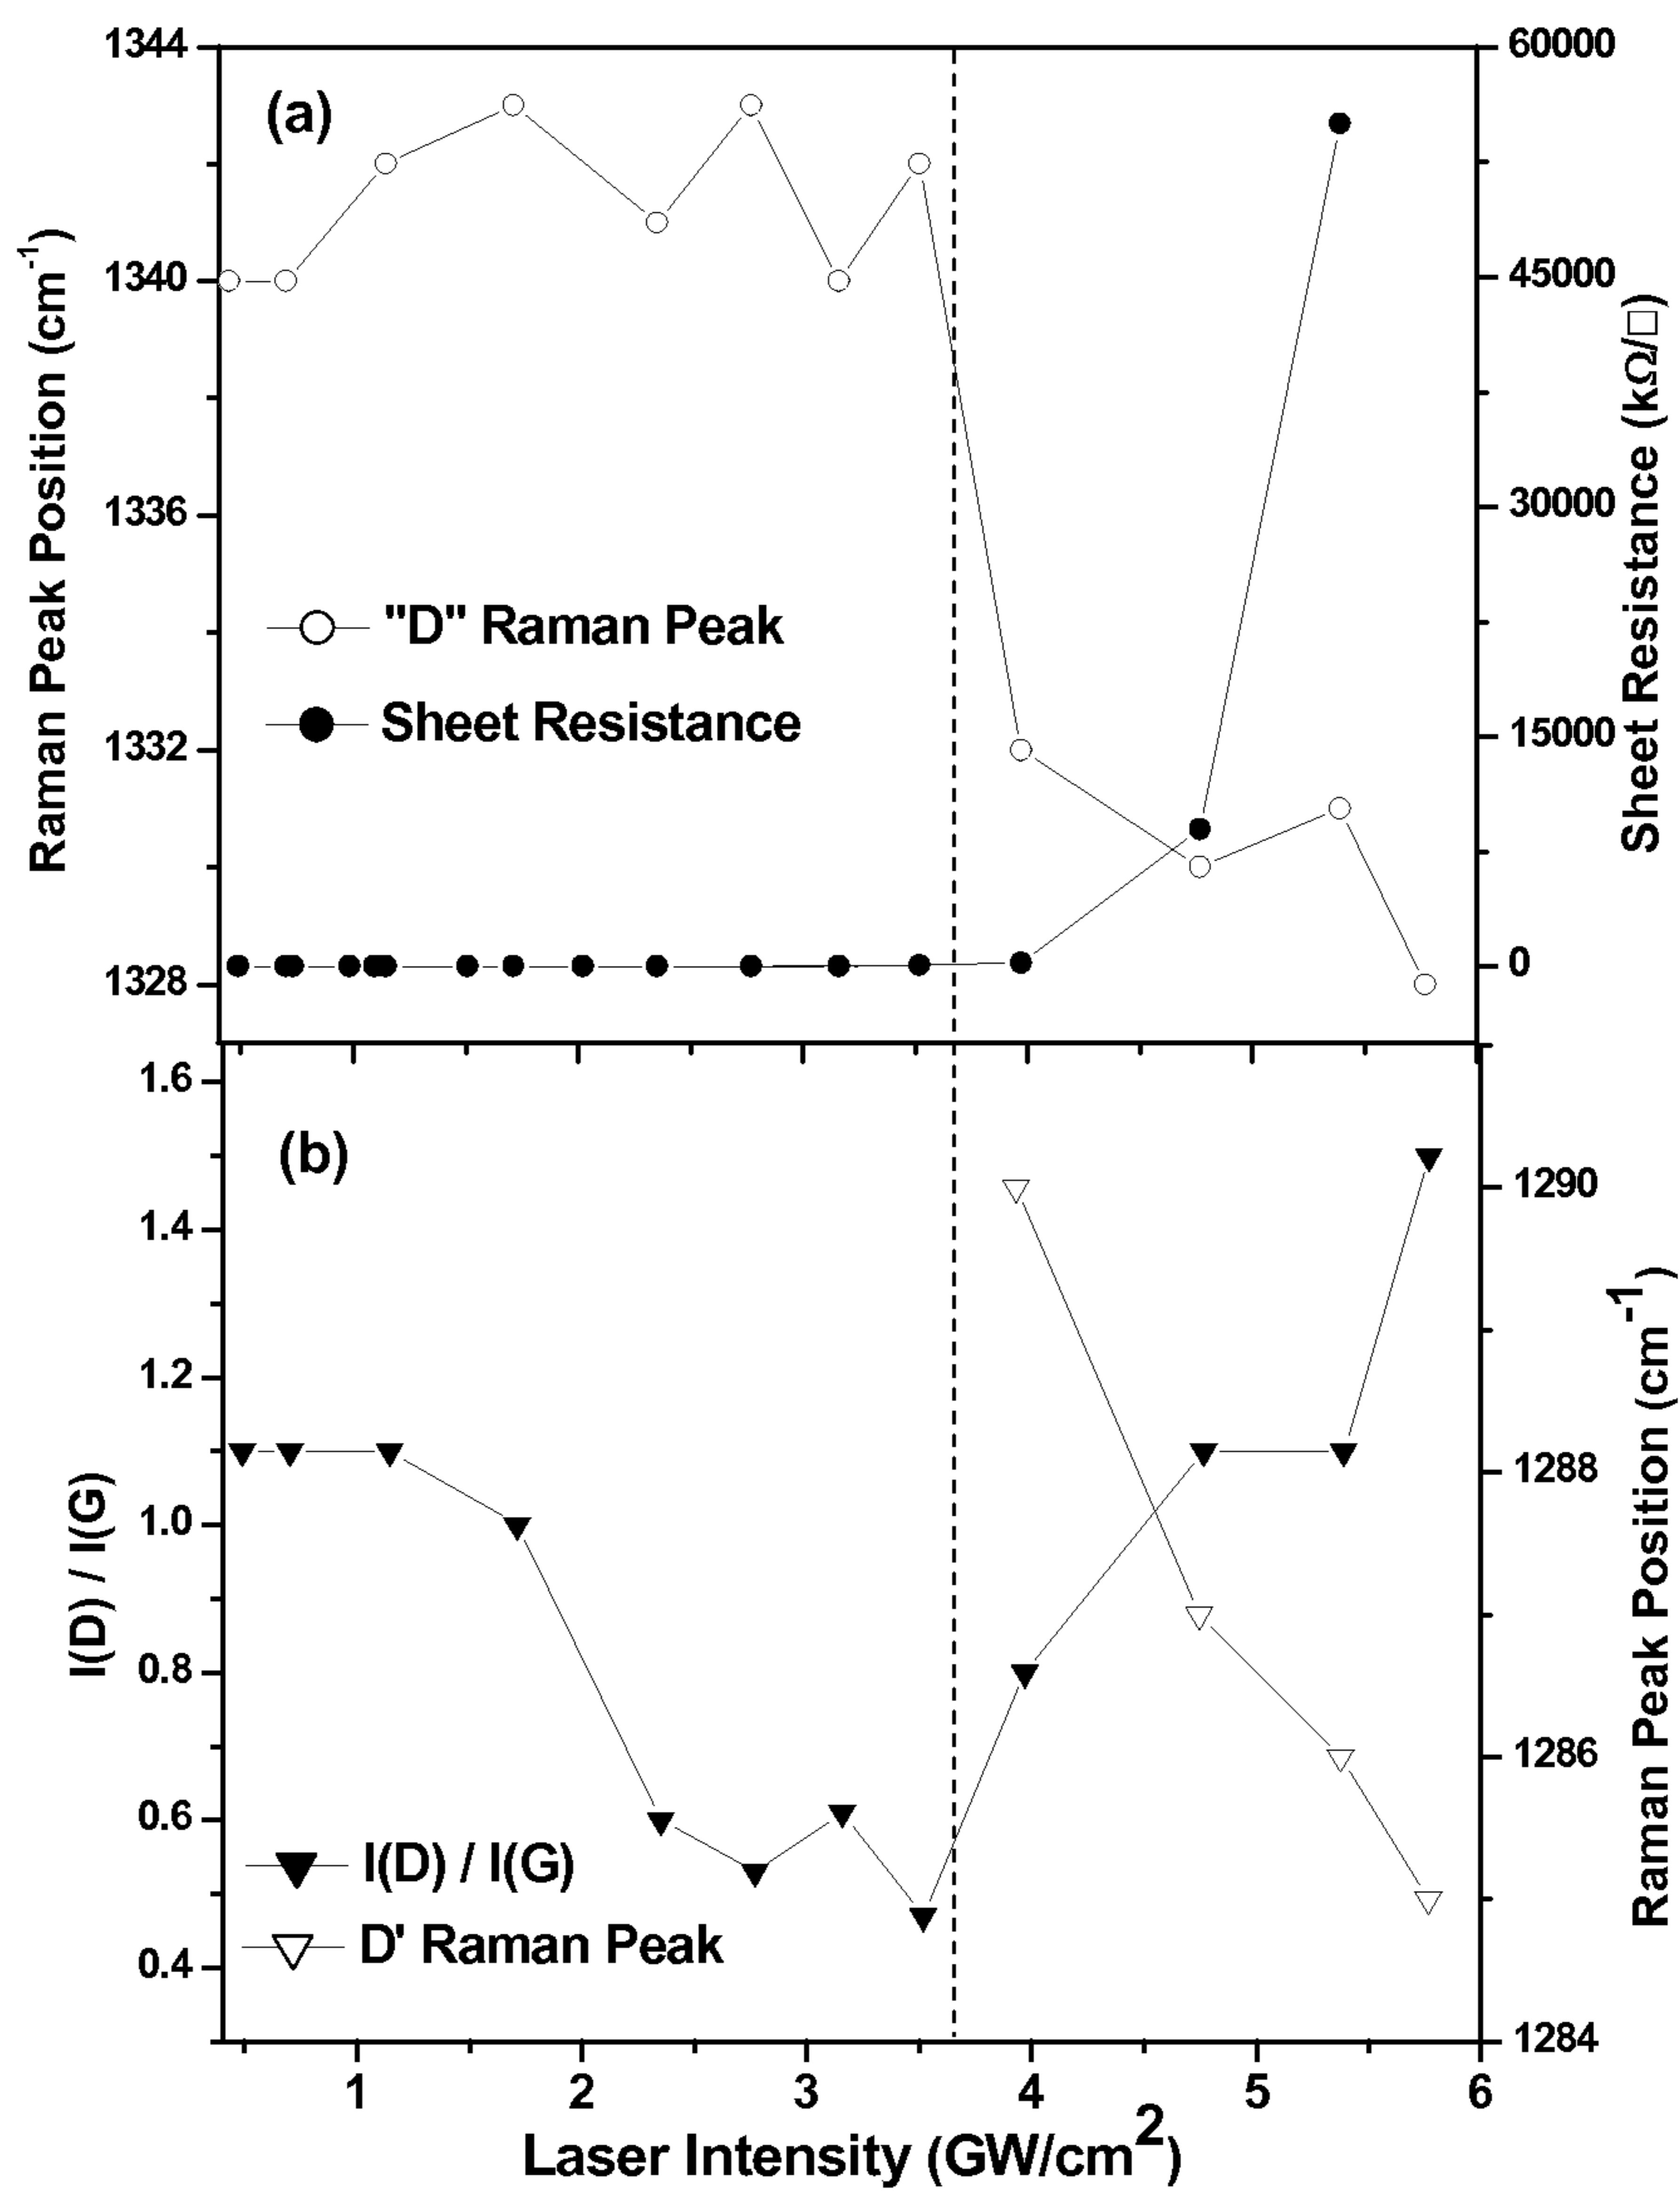 1344
60000
(a)
Raman Peak Position (cm⁻¹)
1340
45000
1336
30000
"D" Raman Peak
Sheet Resistance
1332
15000
Sheet Resistance (kΩ/□)
1328
0
1.6
(b)
1290
1.4
1.2
1288
I(D) / I(G)
1.0
0.8
Raman Peak Position (cm⁻¹)
1286
0.6
I(D) / I(G)
D' Raman Peak
0.4
1284
1 2 3 4 5 6
Laser Intensity (GW/cm²)